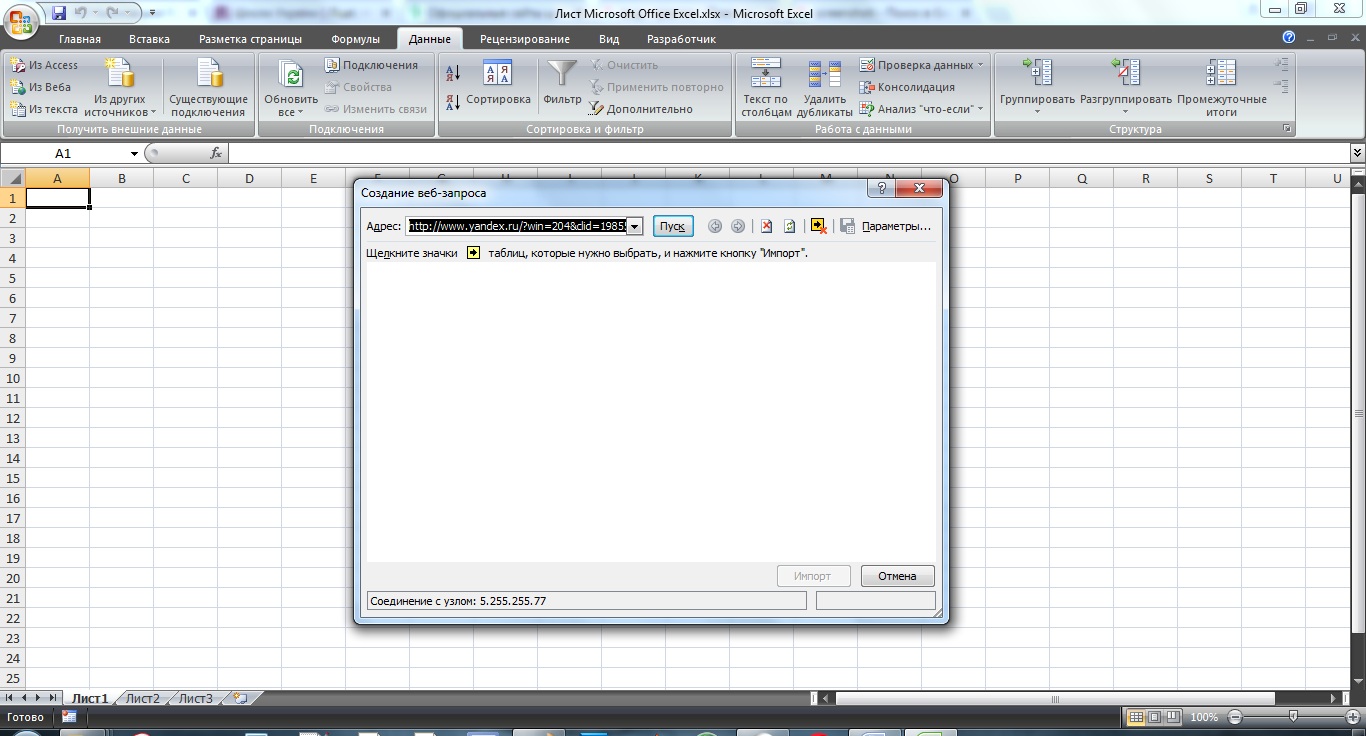 Лист Microsoft Office Excel.xlsx - Microsoft Excel
Главная Вставка Разметка страницы Формулы Данные Рецензирование Вид Разработчик
Из Access
Из Веба
Из текста
Из других источников
Существующие подключения
Получить внешние данные
Обновить все
Подключения
Свойства
Изменить связи
Подключения
Сортировка
Фильтр
Очистить
Применить повторно
Дополнительно
Сортировка и фильтр
Текст по столбцам
Удалить дубликаты
Проверка данных
Консолидация
Анализ "что-если"
Работа с данными
Группировать
Разгруппировать
Промежуточные итоги
Структура
A1 fx
A B C D E O P Q R S T U
1
2
3
4
5
6
7
8
9
10
11
12
13
14
15
16
17
18
19
20
21
22
23
24
25
Создание веб-запроса
Адрес: http://www.yandex.ru/?win=204&clid=1985 Пуск Параметры...
Щелкните значки таблиц, которые нужно выбрать, и нажмите кнопку "Импорт".
Импорт Отмена
Соединение с узлом: 5.255.255.77
Лист1 Лист2 Лист3
Готово 100%